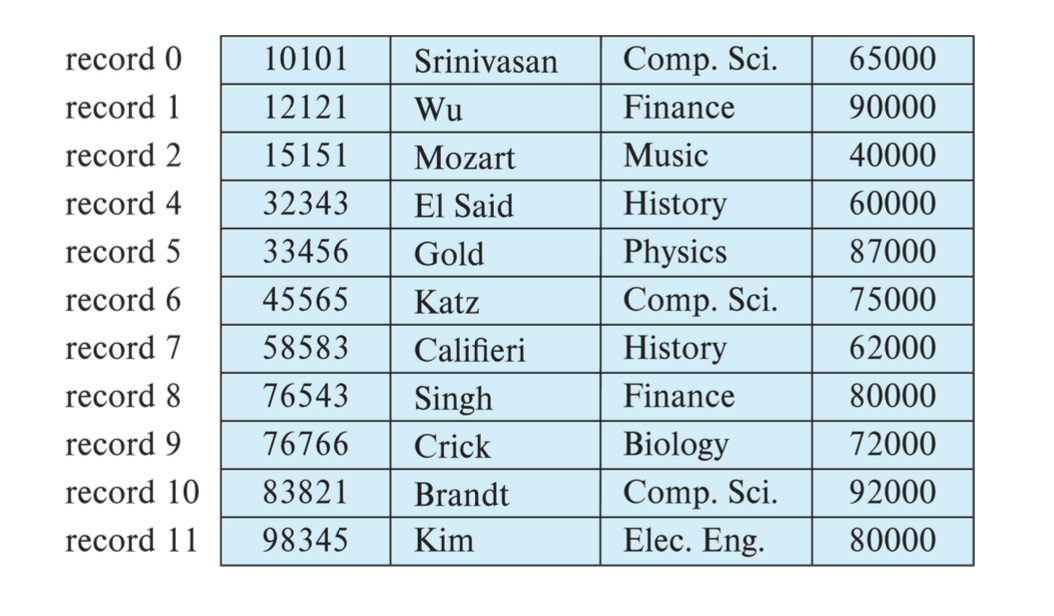 record 0 10101 Srinivasan Comp. Sci. 65000
record 1 12121 Wu Finance 90000
record 2 15151 Mozart Music 40000
record 4 32343 El Said History 60000
record 5 33456 Gold Physics 87000
record 6 45565 Katz Comp. Sci. 75000
record 7 58583 Califieri History 62000
record 8 76543 Singh Finance 80000
record 9 76766 Crick Biology 72000
record 10 83821 Brandt Comp. Sci. 92000
record 11 98345 Kim Elec. Eng. 80000